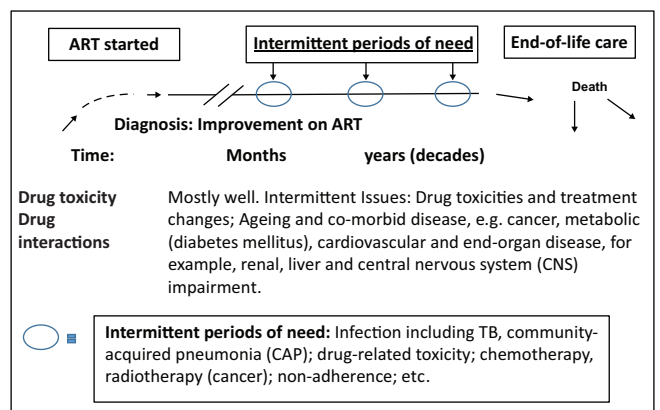 ART started
Intermittent periods of need
End-of-life care
Death
Diagnosis: Improvement on ART
Time: Months years (decades)
Drug toxicity
Drug
interactions
Mostly well. Intermittent Issues: Drug toxicities and treatment
changes; Ageing and co-morbid disease, e.g. cancer, metabolic
(diabetes mellitus), cardiovascular and end-organ disease, for
example, renal, liver and central nervous system (CNS)
impairment.
=
Intermittent periods of need: Infection including TB, community-
acquired pneumonia (CAP); drug-related toxicity; chemotherapy,
radiotherapy (cancer); non-adherence; etc.